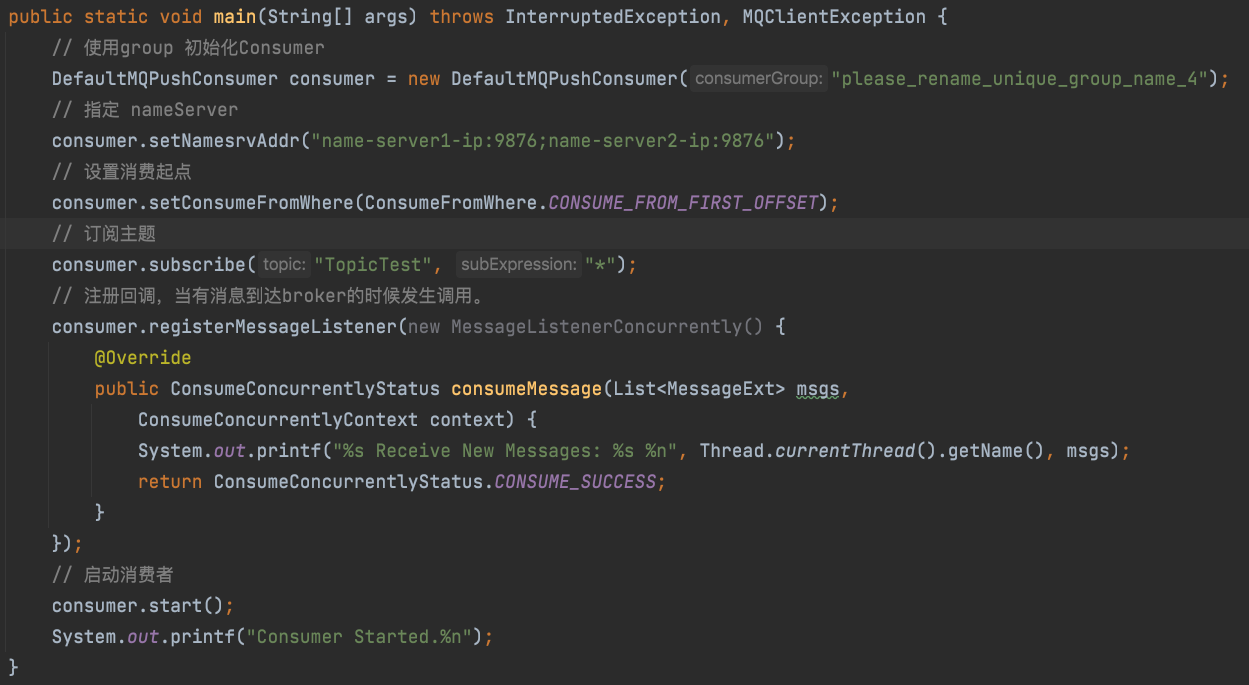 public static void main(String[] args) throws InterruptedException, MQClientException {
// 使用group 初始化Consumer
DefaultMQPushConsumer consumer = new DefaultMQPushConsumer( consumerGroup: "please_rename_unique_group_name_4");
// 指定 nameServer
consumer.setNamesrvAddr("name-server1-ip:9876;name-server2-ip:9876");
// 设置消费起点
consumer.setConsumeFromWhere(ConsumeFromWhere.CONSUME_FROM_FIRST_OFFSET);
// 订阅主题
consumer.subscribe( topic: "TopicTest", subExpression: "*");
// 注册回调，当有消息到达broker的时候发生调用。
consumer.registerMessageListener(new MessageListenerConcurrently() {
@Override
public ConsumeConcurrentlyStatus consumeMessage(List<MessageExt> msgs,
ConsumeConcurrentlyContext context) {
System.out.printf("%s Receive New Messages: %s %n", Thread.currentThread().getName(), msgs);
return ConsumeConcurrentlyStatus.CONSUME_SUCCESS;
}
});
// 启动消费者
consumer.start();
System.out.printf("Consumer Started.%n");
}